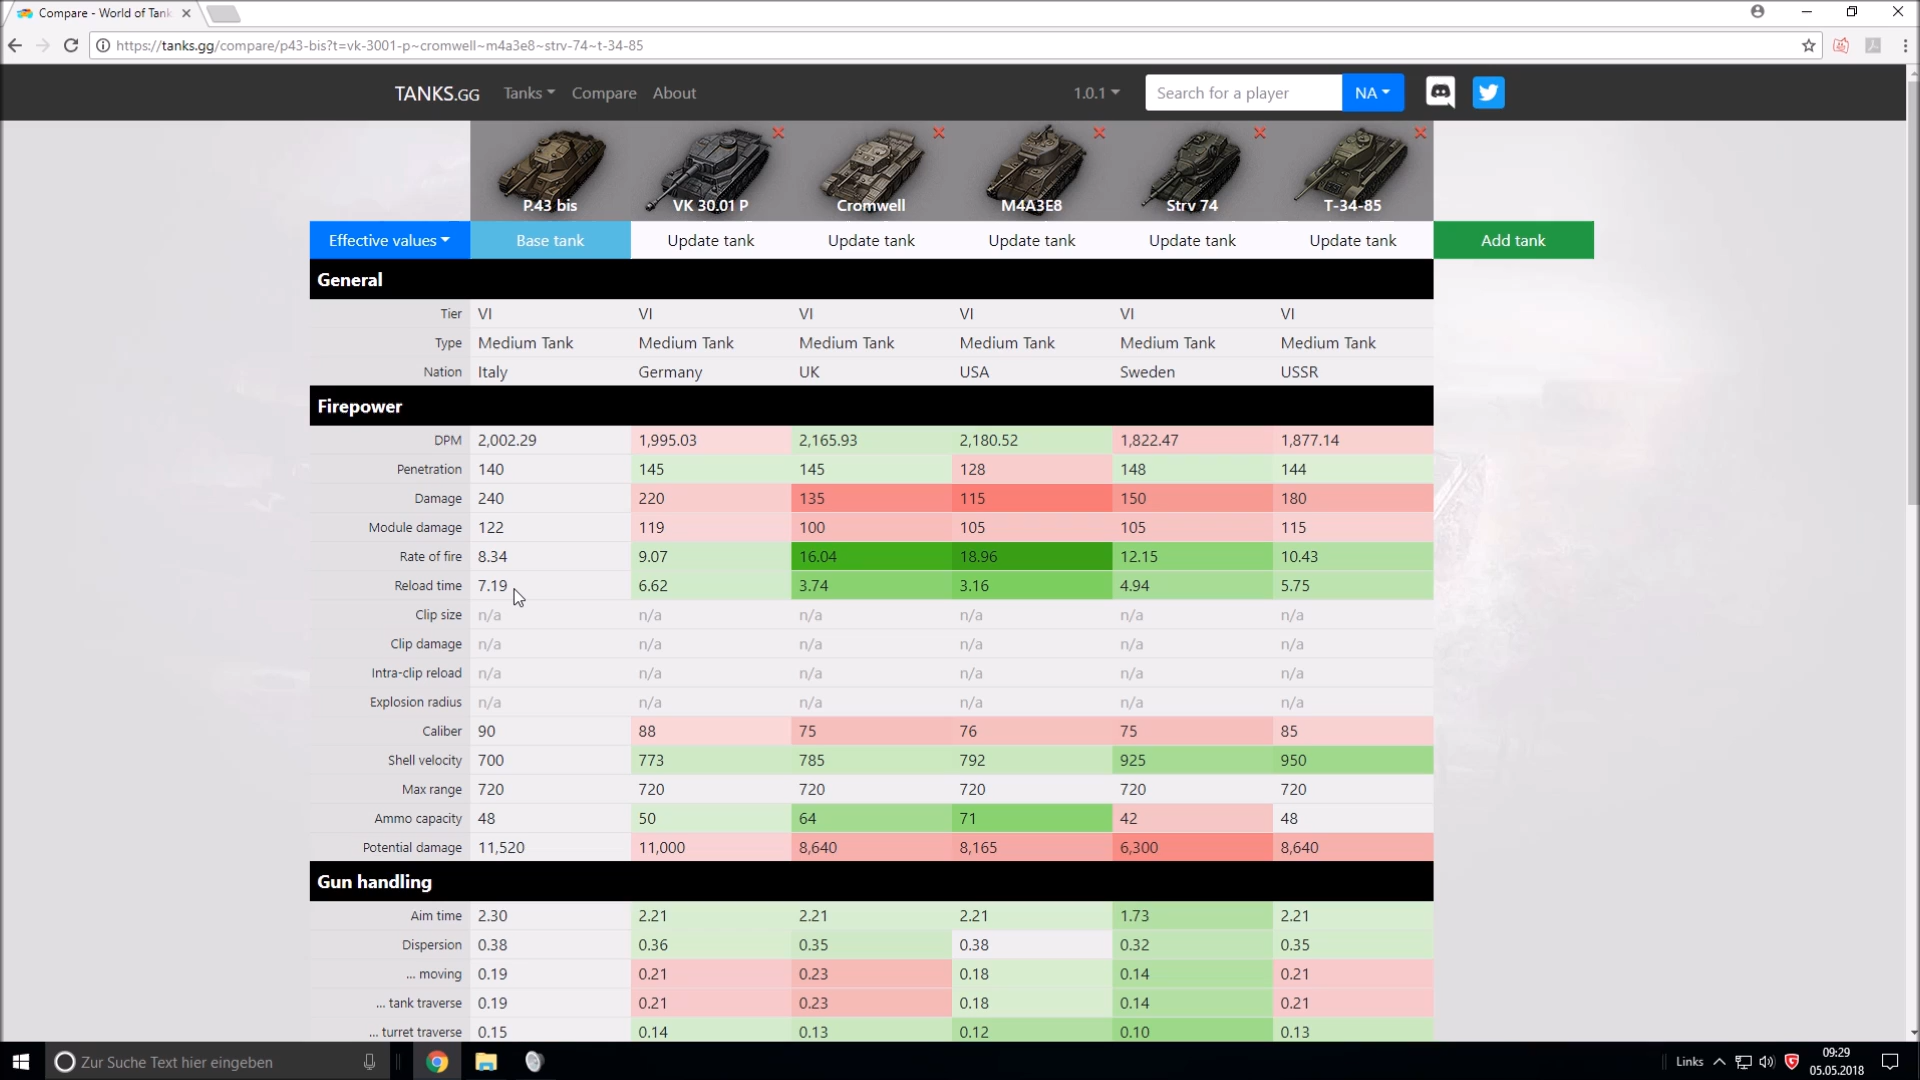 Compare - World of Tank
https://tanks.gg/compare/p43-bis?t=vk-3001-p~cromwell~m4a3e8~strv-74~t-34-85
TANKS.GG Tanks Compare About 1.0.1 Search for a player NA
P.43 bis VK 30.01 P Cromwell M4A3E8 Strv 74 T-34-85
Effective values Base tank Update tank Update tank Update tank Update tank Update tank Add tank
General
Tier VI VI VI VI VI VI
Type Medium Tank Medium Tank Medium Tank Medium Tank Medium Tank Medium Tank
Nation Italy Germany UK USA Sweden USSR
Firepower
DPM 2,002.29 1,995.03 2,165.93 2,180.52 1,822.47 1,877.14
Penetration 140 145 145 128 148 144
Damage 240 220 135 115 150 180
Module damage 122 119 100 105 105 115
Rate of fire 8.34 9.07 16.04 18.96 12.15 10.43
Reload time 7.19 6.62 3.74 3.16 4.94 5.75
Clip size n/a n/a n/a n/a n/a n/a
Clip damage n/a n/a n/a n/a n/a n/a
Intra-clip reload n/a n/a n/a n/a n/a n/a
Explosion radius n/a n/a n/a n/a n/a n/a
Caliber 90 88 75 76 75 85
Shell velocity 700 773 785 792 925 950
Max range 720 720 720 720 720 720
Ammo capacity 48 50 64 71 42 48
Potential damage 11,520 11,000 8,640 8,165 6,300 8,640
Gun handling
Aim time 2.30 2.21 2.21 2.21 1.73 2.21
Dispersion 0.38 0.36 0.35 0.38 0.32 0.35
... moving 0.19 0.21 0.23 0.18 0.14 0.21
... tank traverse 0.19 0.21 0.23 0.18 0.14 0.21
... turret traverse 0.15 0.14 0.13 0.12 0.10 0.13
Zur Suche Text hier eingeben Links 09:29
05.05.2018